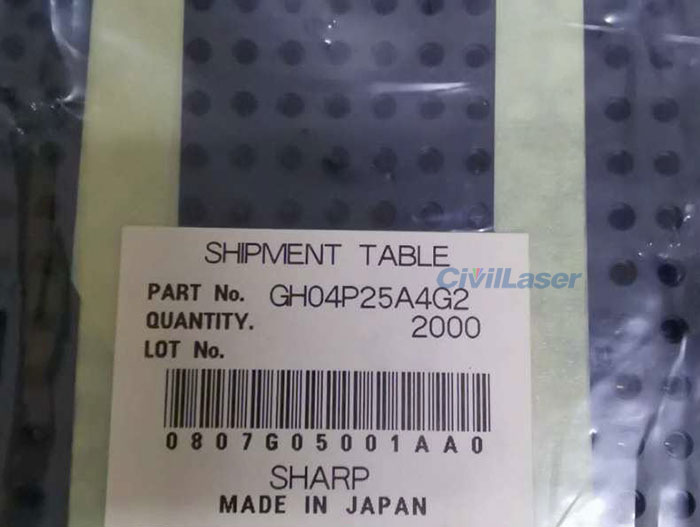 SHIPMENT TABLE
CivilLaser
PART No. GH04P25A4G2
QUANTITY. 2000
LOT No.
0807G05001AA0
SHARP
MADE IN JAPAN